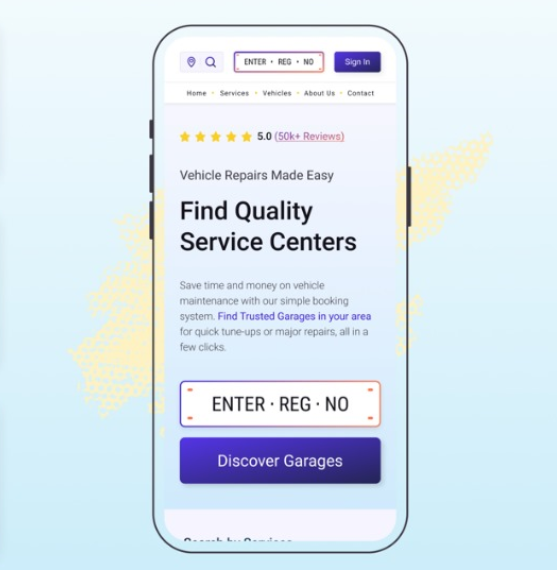 ENTER · REG · NO
Sign In
Home • Services • Vehicles • About Us • Contact
5.0 (50k+ Reviews)
Vehicle Repairs Made Easy
Find Quality
Service Centers
Save time and money on vehicle
maintenance with our simple booking
system. Find Trusted Garages in your area
for quick tune-ups or major repairs, all in a
few clicks.
ENTER · REG · NO
Discover Garages
Search by Services